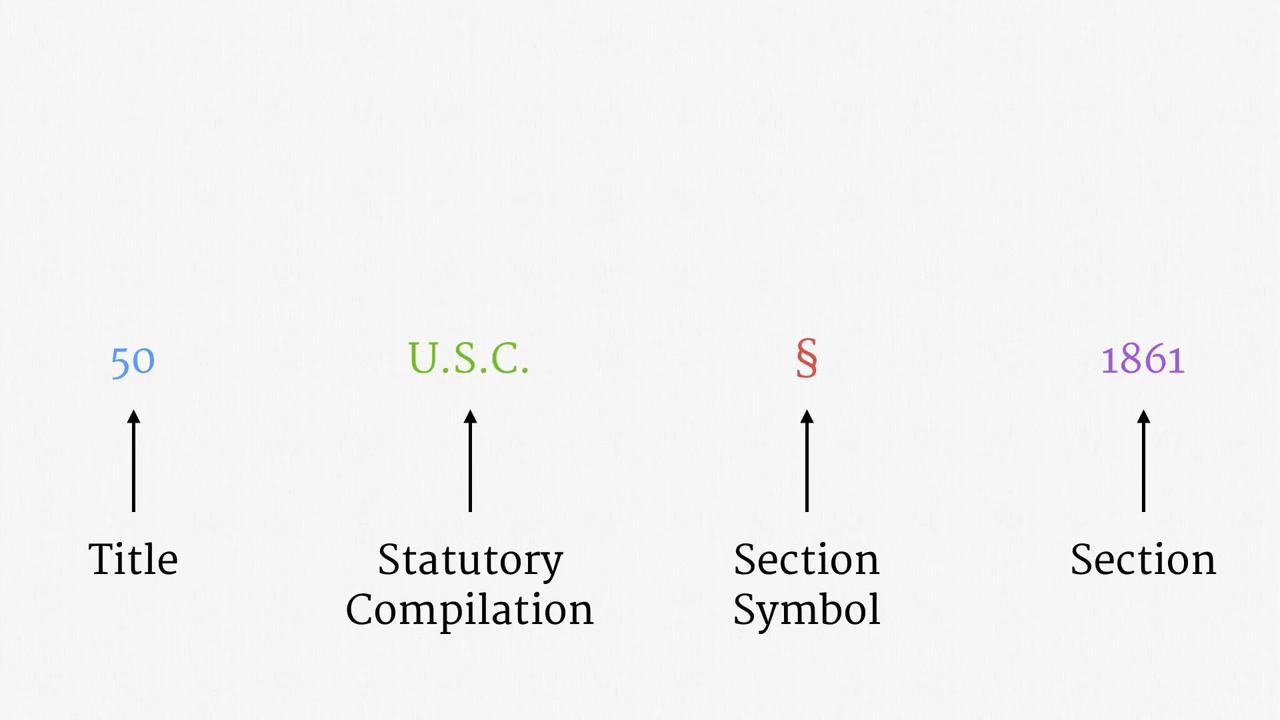 50 U.S.C. § 1861
Title Statutory Section Section
Compilation Symbol